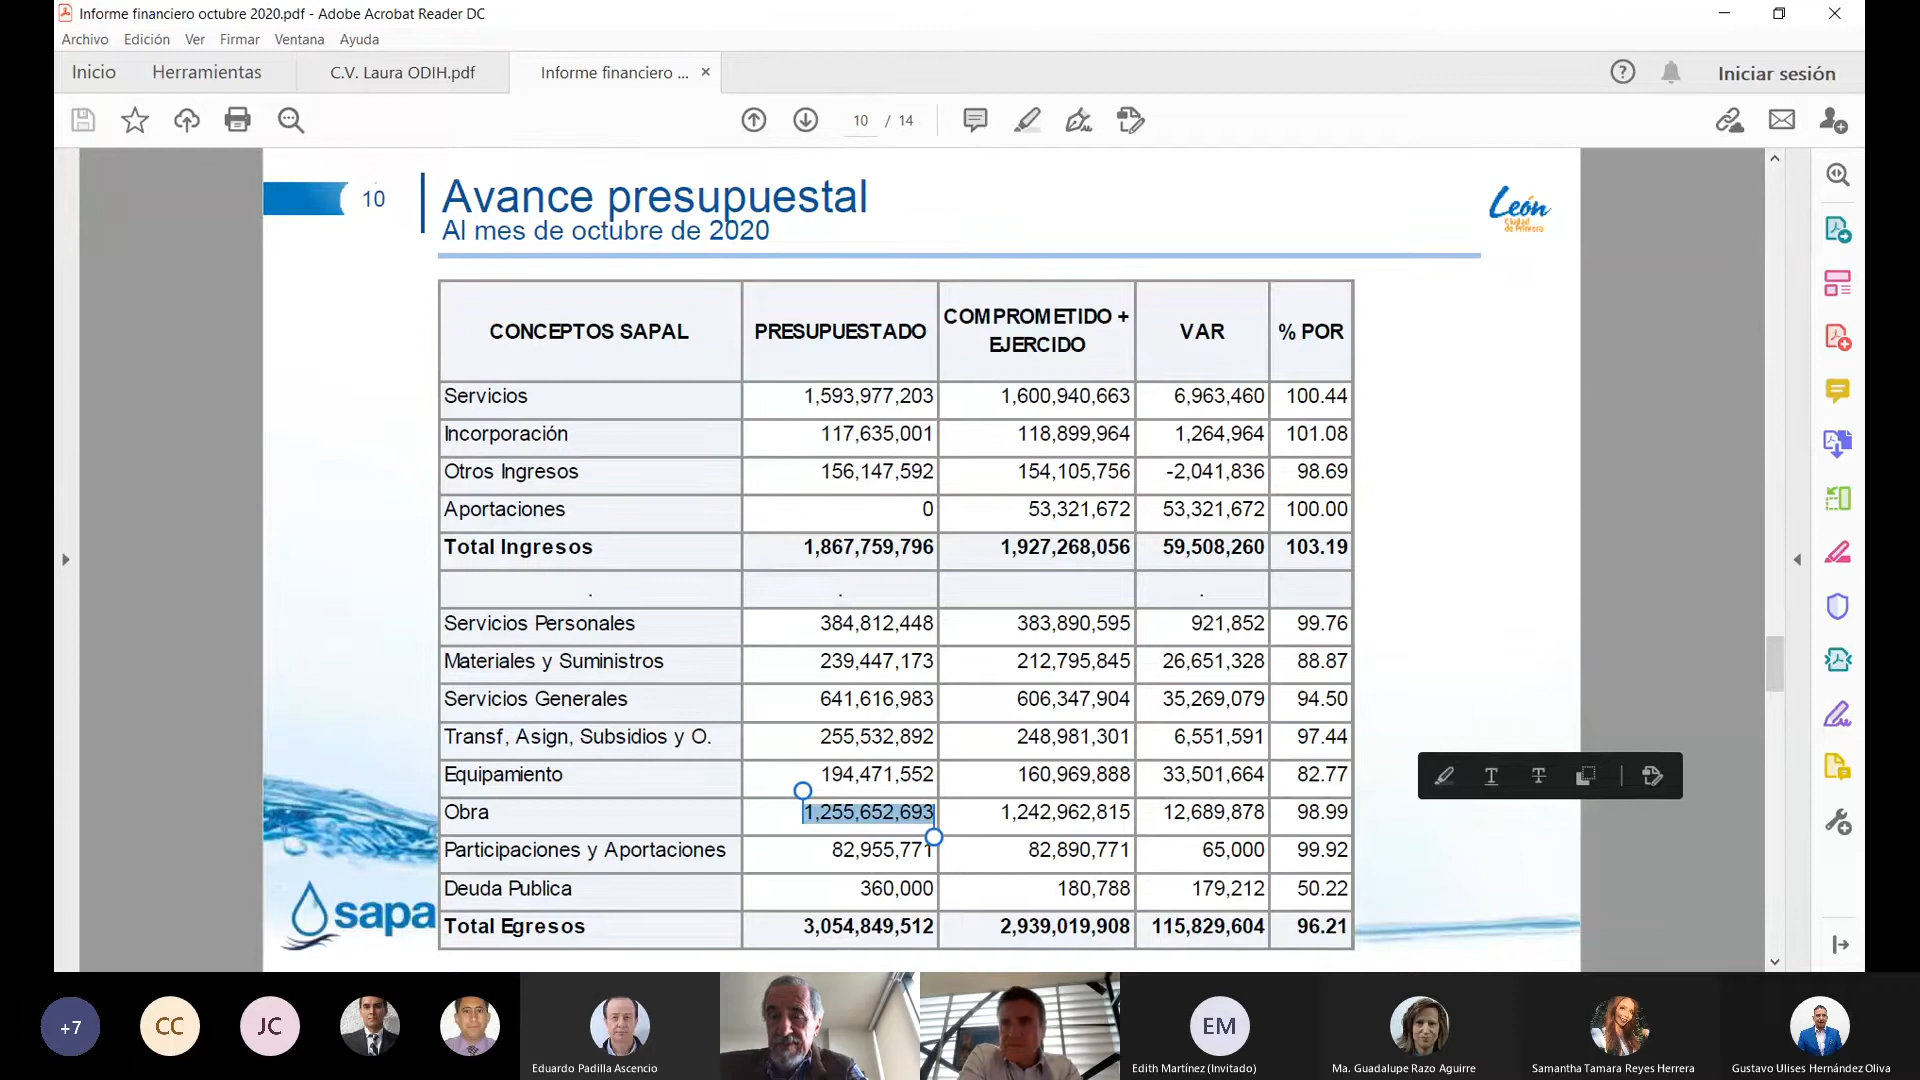 Informe financiero octubre 2020.pdf - Adobe Acrobat Reader DC
Archivo Edición Ver Firmar Ventana Ayuda
Inicio Herramientas C.V. Laura ODIH.pdf Informe financiero ... × Iniciar sesión
10 / 14
10
Avance presupuestal
Al mes de octubre de 2020
León
Ciudad
de Primera
CONCEPTOS SAPAL PRESUPUESTADO COMPROMETIDO + EJERCIDO VAR % POR
Servicios 1,593,977,203 1,600,940,663 6,963,460 100.44
Incorporación 117,635,001 118,899,964 1,264,964 101.08
Otros Ingresos 156,147,592 154,105,756 -2,041,836 98.69
Aportaciones 0 53,321,672 53,321,672 100.00
Total Ingresos 1,867,759,796 1,927,268,056 59,508,260 103.19
. . .
Servicios Personales 384,812,448 383,890,595 921,852 99.76
Materiales y Suministros 239,447,173 212,795,845 26,651,328 88.87
Servicios Generales 641,616,983 606,347,904 35,269,079 94.50
Transf, Asign, Subsidios y O. 255,532,892 248,981,301 6,551,591 97.44
Equipamiento 194,471,552 160,969,888 33,501,664 82.77
Obra 1,255,652,693 1,242,962,815 12,689,878 98.99
Participaciones y Aportaciones 82,955,771 82,890,771 65,000 99.92
Deuda Publica 360,000 180,788 179,212 50.22
Total Egresos 3,054,849,512 2,939,019,908 115,829,604 96.21
sapa
+7 CC JC EM
Eduardo Padilla Ascencio Edith Martínez (Invitado) Ma. Guadalupe Razo Aguirre Samantha Tamara Reyes Herrera Gustavo Ulises Hernández Oliva